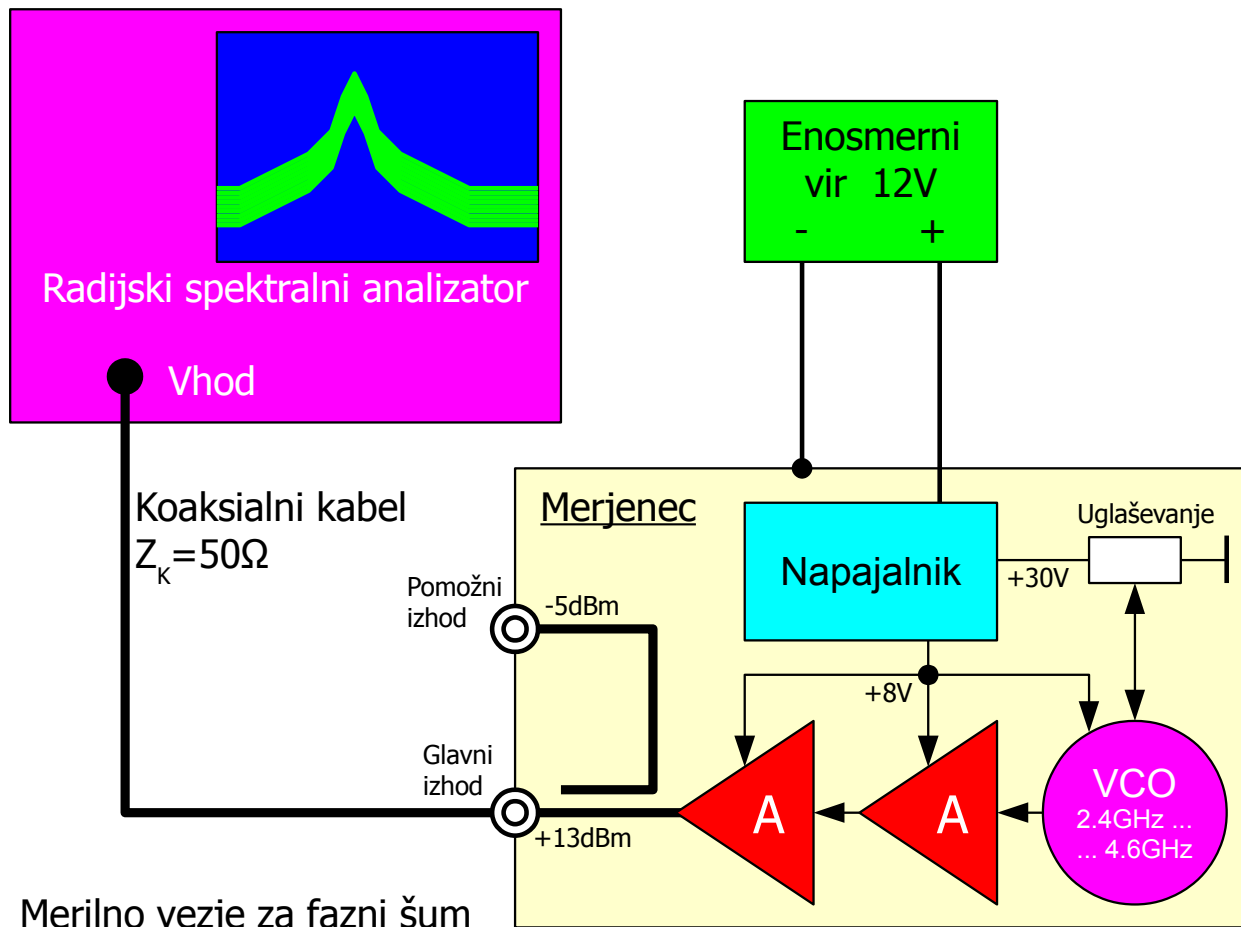 Radijski spektralni analizator
Vhod
Enosmerni
vir 12V
- +
Koaksialni kabel
Z_K=50Ω
Merjenec
Napajalnik
Uglaševanje
+30V
Pomožni
izhod
-5dBm
+8V
Glavni
izhod
+13dBm
A
A
VCO
2.4GHz ...
... 4.6GHz
Merilno vezje za fazni šum